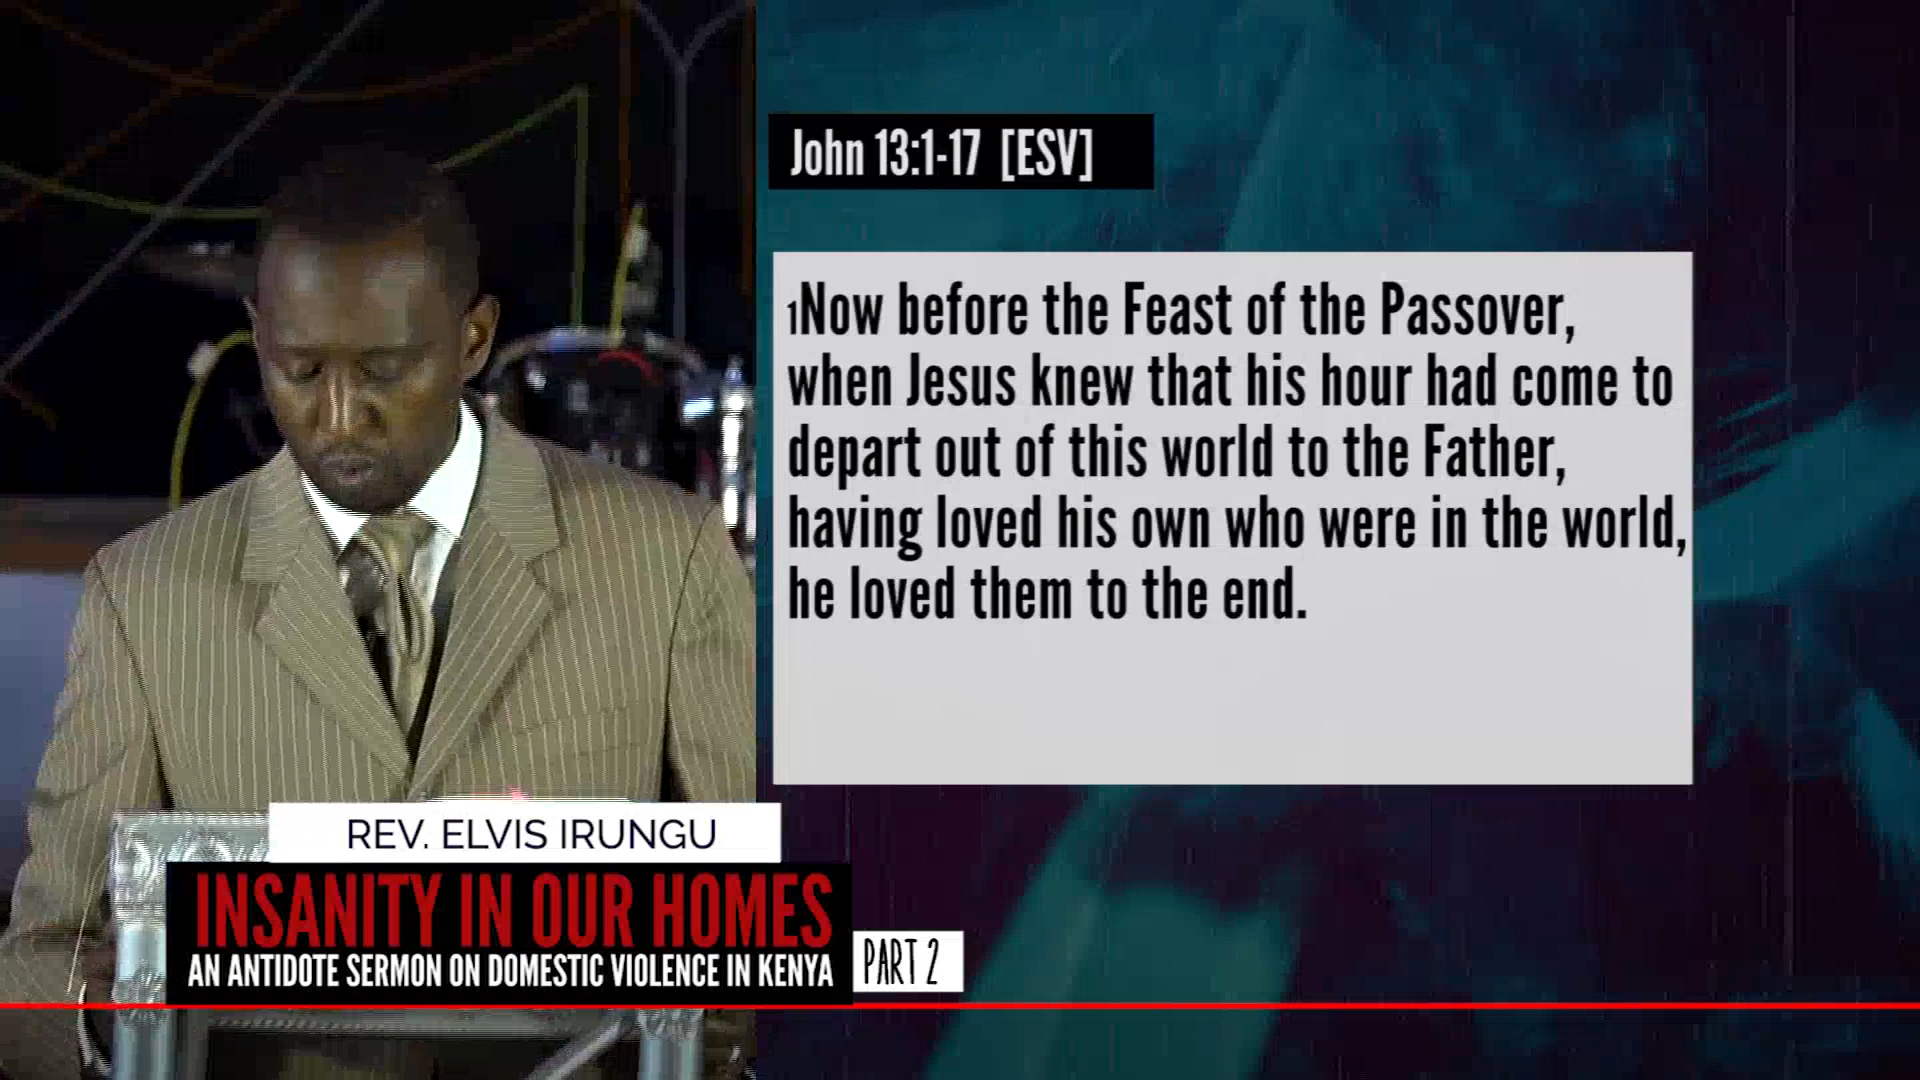 John 13:1-17 [ESV]
1Now before the Feast of the Passover,
when Jesus knew that his hour had come to
depart out of this world to the Father,
having loved his own who were in the world,
he loved them to the end.
REV. ELVIS IRUNGU
INSANITY IN OUR HOMES
AN ANTIDOTE SERMON ON DOMESTIC VIOLENCE IN KENYA
PART 2